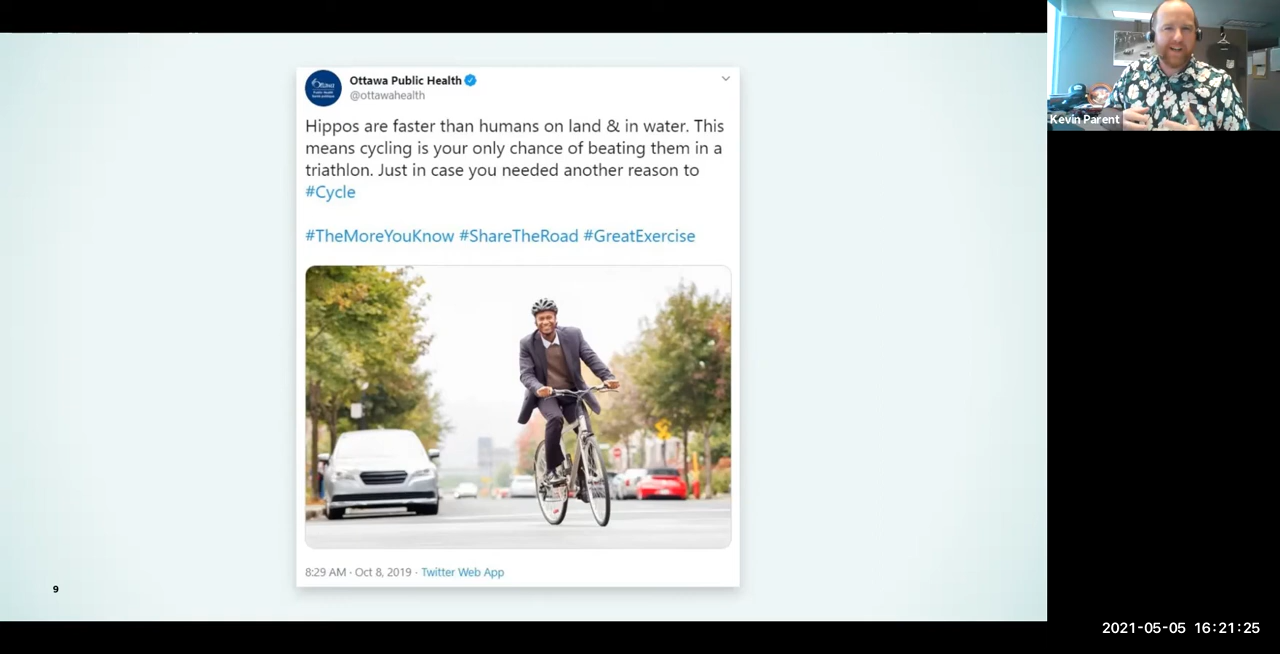 Ottawa Public Health
@ottawahealth
Hippos are faster than humans on land & in water. This
means cycling is your only chance of beating them in a
triathlon. Just in case you needed another reason to
#Cycle
#TheMoreYouKnow #ShareTheRoad #GreatExercise
8:29 AM · Oct 8, 2019 · Twitter Web App
9
Kevin Parent
2021-05-05 16:21:25